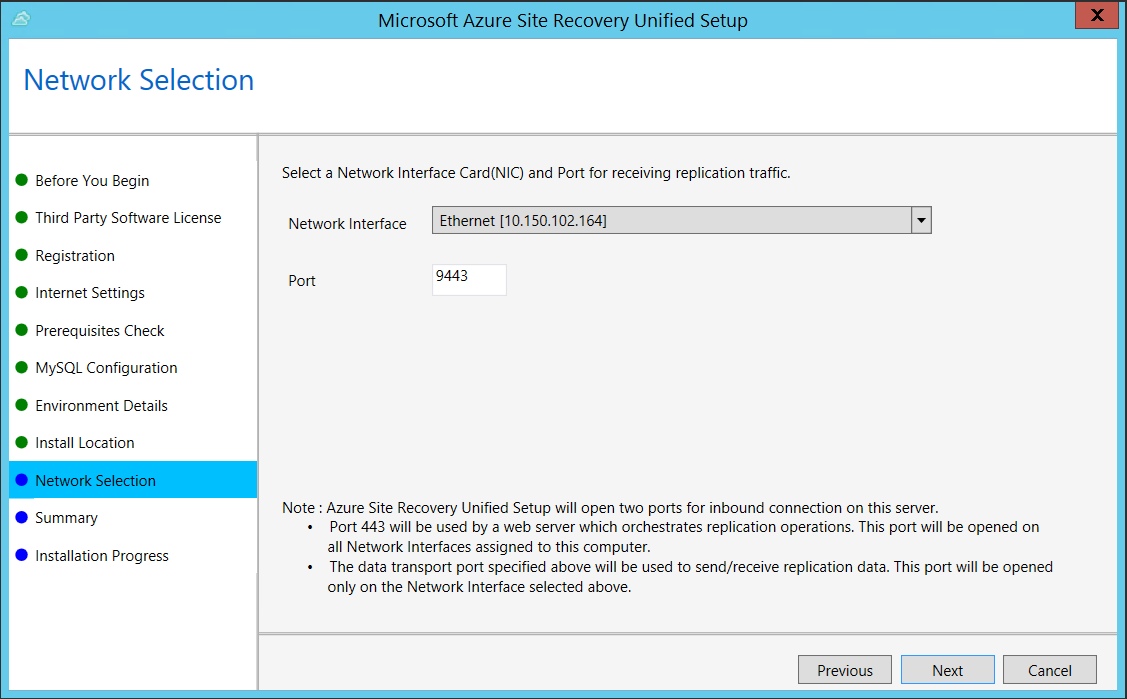 Microsoft Azure Site Recovery Unified Setup
X
Network Selection
Before You Begin
Third Party Software License
Registration
Internet Settings
Prerequisites Check
MySQL Configuration
Environment Details
Install Location
Network Selection
Summary
Installation Progress
Select a Network Interface Card(NIC) and Port for receiving replication traffic.
Network Interface
Ethernet [10.150.102.164]
Port
9443
Note : Azure Site Recovery Unified Setup will open two ports for inbound connection on this server.
• Port 443 will be used by a web server which orchestrates replication operations. This port will be opened on
all Network Interfaces assigned to this computer.
• The data transport port specified above will be used to send/receive replication data. This port will be opened
only on the Network Interface selected above.
Previous
Next
Cancel